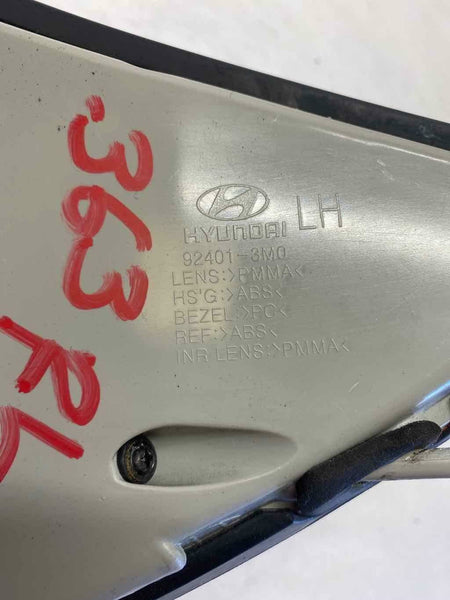 .363 RL
HYUNDAI LH
92401-3M0
LENS:>PMMA<
HS'G:>ABS<
BEZEL:>PC<
REF:>ABS<
INR LENS:>PMMA<